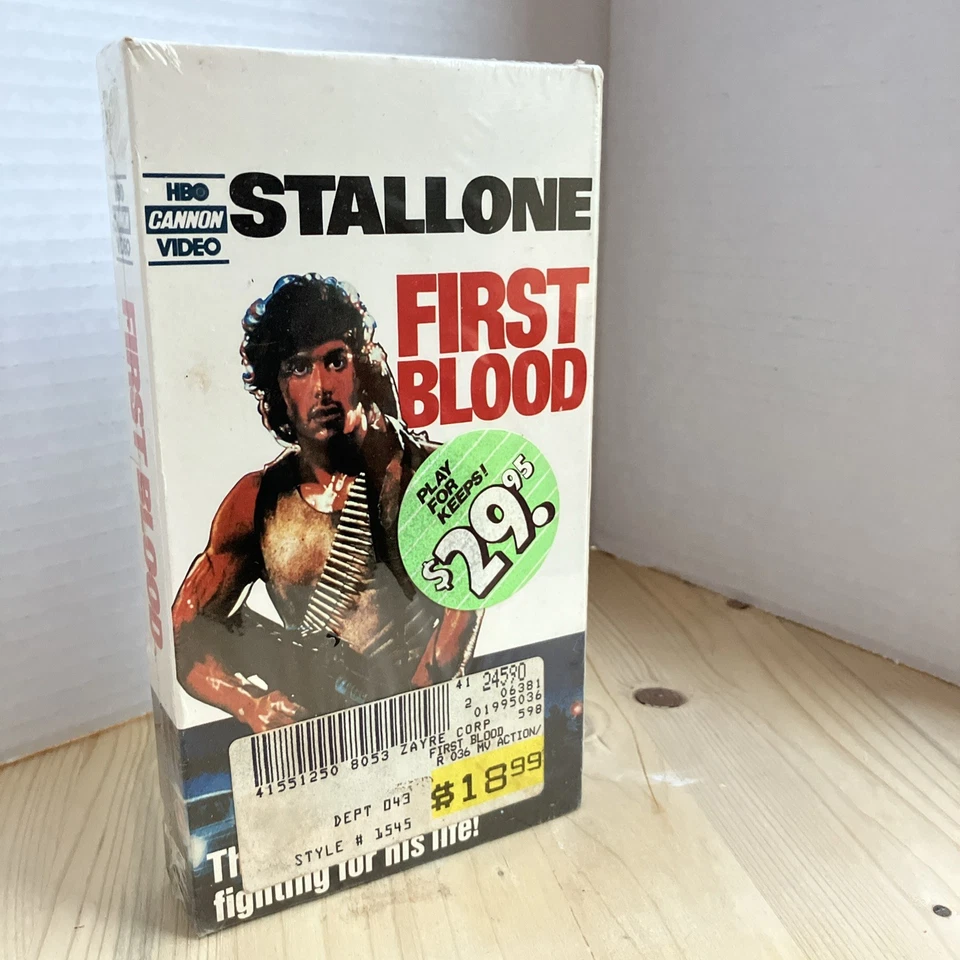 HBO
CANNON
VIDEO
STALLONE
FIRST
BLOOD
FIRST BLOOD
PLAY
FOR
KEEPS!
$29.95
41 24590
2 06381
01995036
598
41551250 8053 ZAYRE CORP
FIRST BLOOD
R 036 MV ACTION/
$18.99
DEPT 043
STYLE # 1545
fighting for his life!